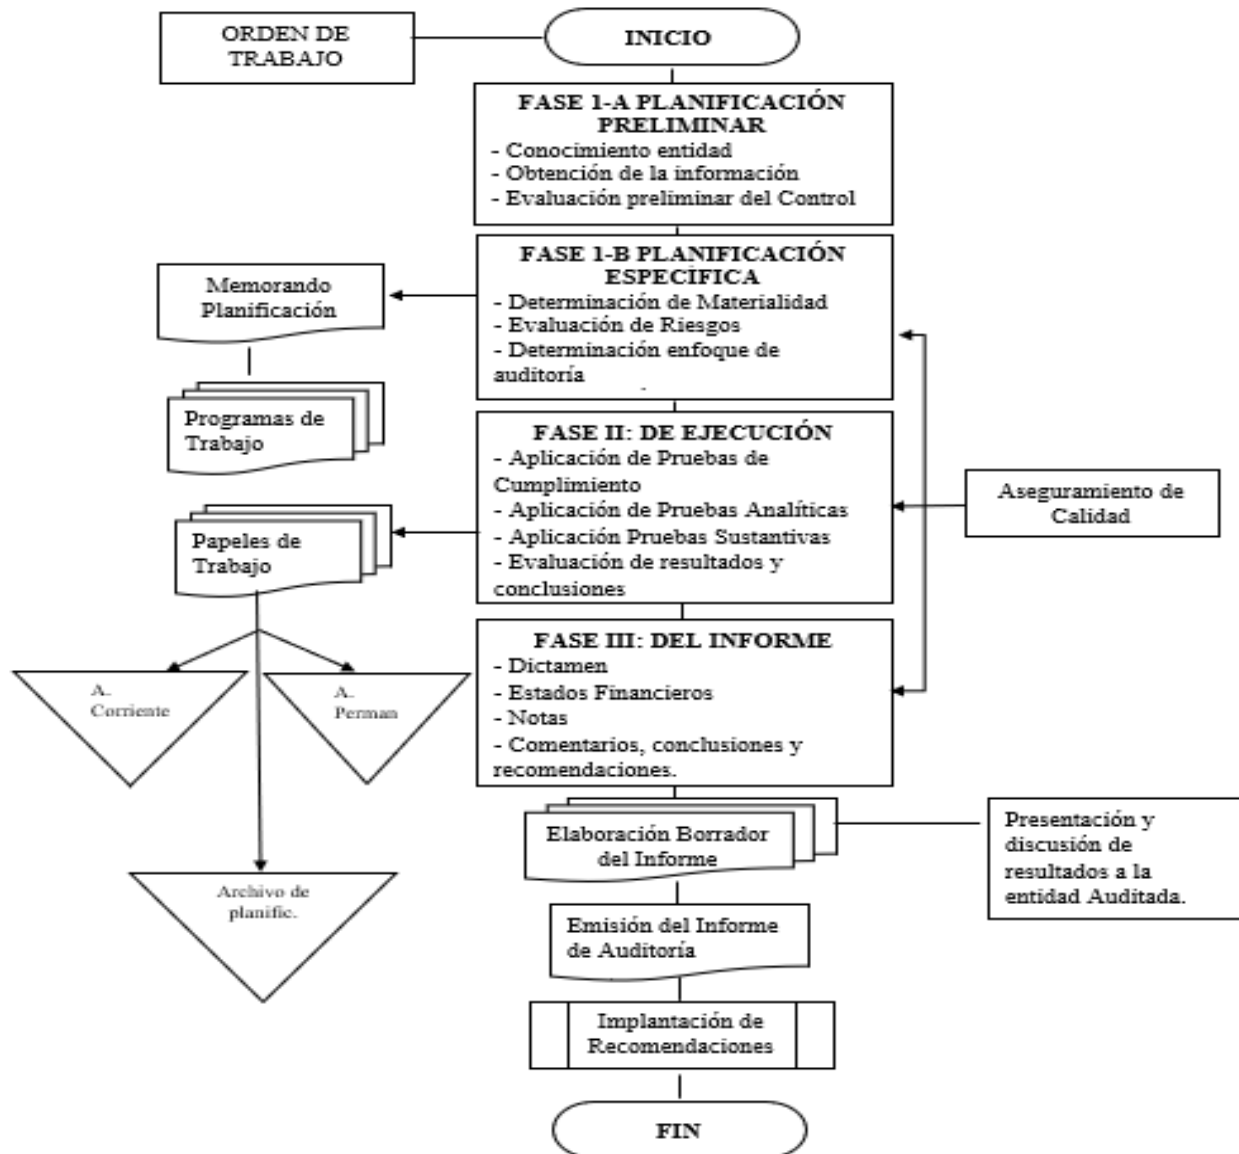 ORDEN DE
TRABAJO
INICIO
FASE 1-A PLANIFICACIÓN
PRELIMINAR
- Conocimiento entidad
- Obtención de la información
- Evaluación preliminar del Control
FASE 1-B PLANIFICACIÓN
ESPECÍFICA
- Determinación de Materialidad
- Evaluación de Riesgos
- Determinación enfoque de
auditoría
Memorando
Planificación
Programas de
Trabajo
FASE II: DE EJECUCIÓN
- Aplicación de Pruebas de
Cumplimiento
- Aplicación de Pruebas Analíticas
- Aplicación Pruebas Sustantivas
- Evaluación de resultados y
conclusiones
Aseguramiento de
Calidad
Papeles de
Trabajo
A.
Corriente
A.
Perman
Archivo de
planific.
FASE III: DEL INFORME
- Dictamen
- Estados Financieros
- Notas
- Comentarios, conclusiones y
recomendaciones.
Elaboración Borrador
del Informe
Presentación y
discusión de
resultados a la
entidad Auditada.
Emisión del Informe
de Auditoría
Implantación de
Recomendaciones
FIN